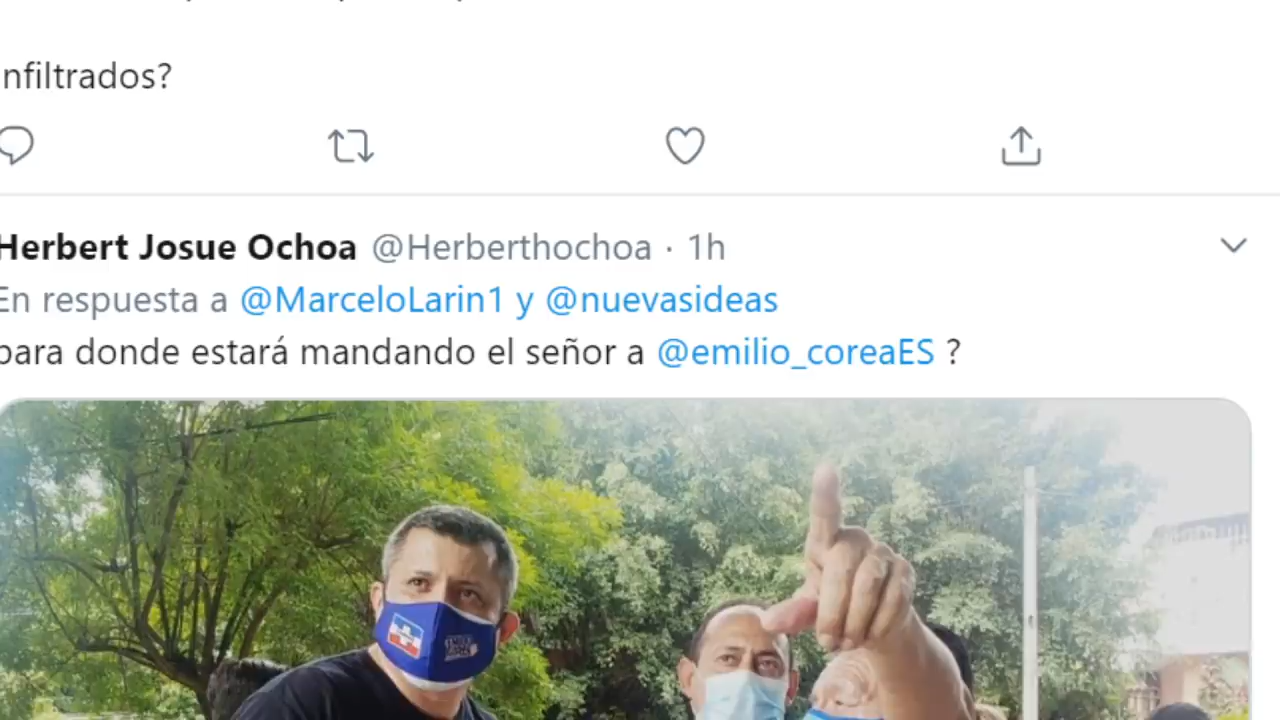 nfiltrados?
Herbert Josue Ochoa @Herberthochoa · 1h
En respuesta a @MarceloLarin1 y @nuevasideas
para donde estará mandando el señor a @emilio_coreaES ?